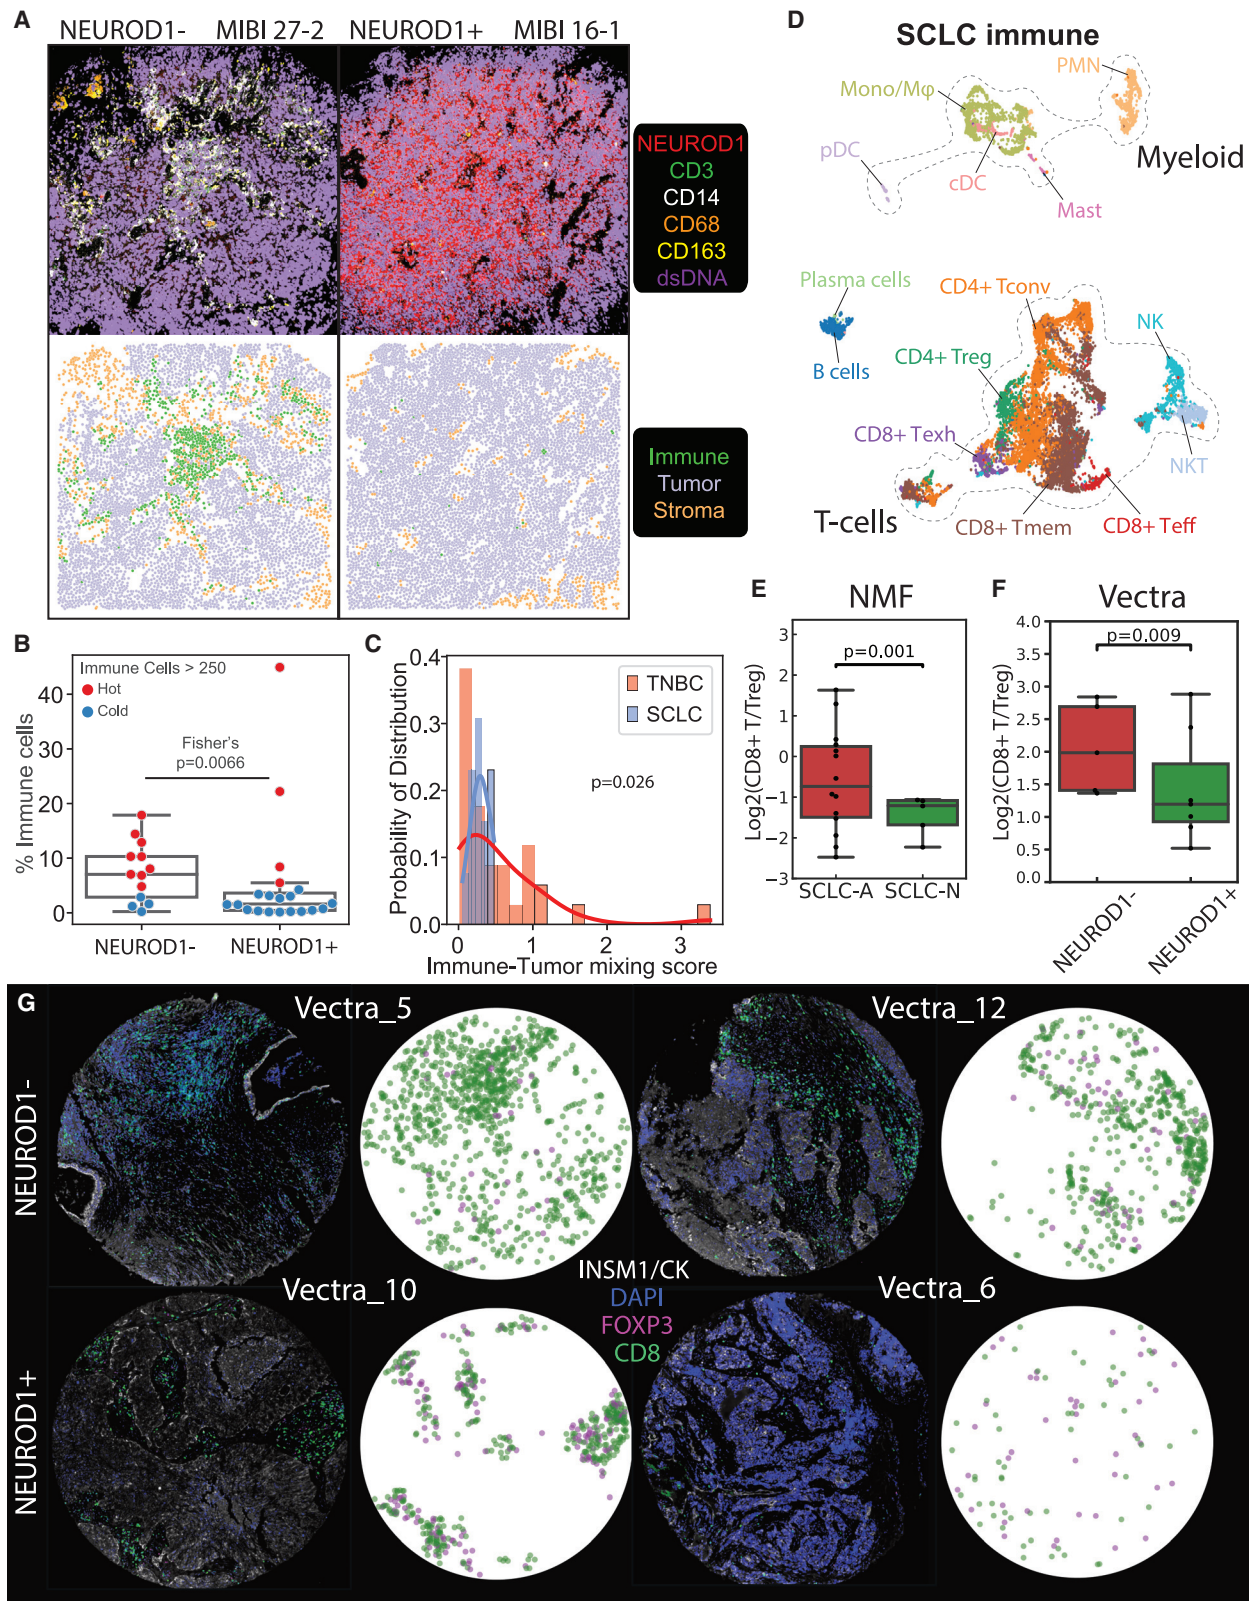 A
NEUROD1- MIBI 27-2 NEUROD1+ MIBI 16-1
NEUROD1
CD3
CD14
CD68
CD163
dsDNA
Immune
Tumor
Stroma
D
SCLC immune
PMN
Mono/Mφ
pDC
cDC
Myeloid
Mast
Plasma cells
CD4+ Tconv
NK
CD4+ Treg
B cells
CD8+ Texh
NKT
T-cells
CD8+ Tmem
CD8+ Teff
B
Immune Cells > 250
Hot
Cold
Fisher's
p=0.0066
% Immune cells
40
30
20
10
0
NEUROD1-
NEUROD1+
C
Probability of Distribution
0.4
0.3
0.2
0.1
0.0
TNBC
SCLC
p=0.026
0 1 2 3
Immune-Tumor mixing score
E
NMF
Log2(CD8+ T/Treg)
3
2
1
0
−1
−2
−3
p=0.001
SCLC-A SCLC-N
F
Vectra
Log2(CD8+ T/Treg)
4.0
3.5
3.0
2.5
2.0
1.5
1.0
0.5
0.0
p=0.009
NEUROD1-
NEUROD1+
G
NEUROD1-
Vectra_5
Vectra_12
INSM1/CK
DAPI
FOXP3
CD8
NEUROD1+
Vectra_10
Vectra_6